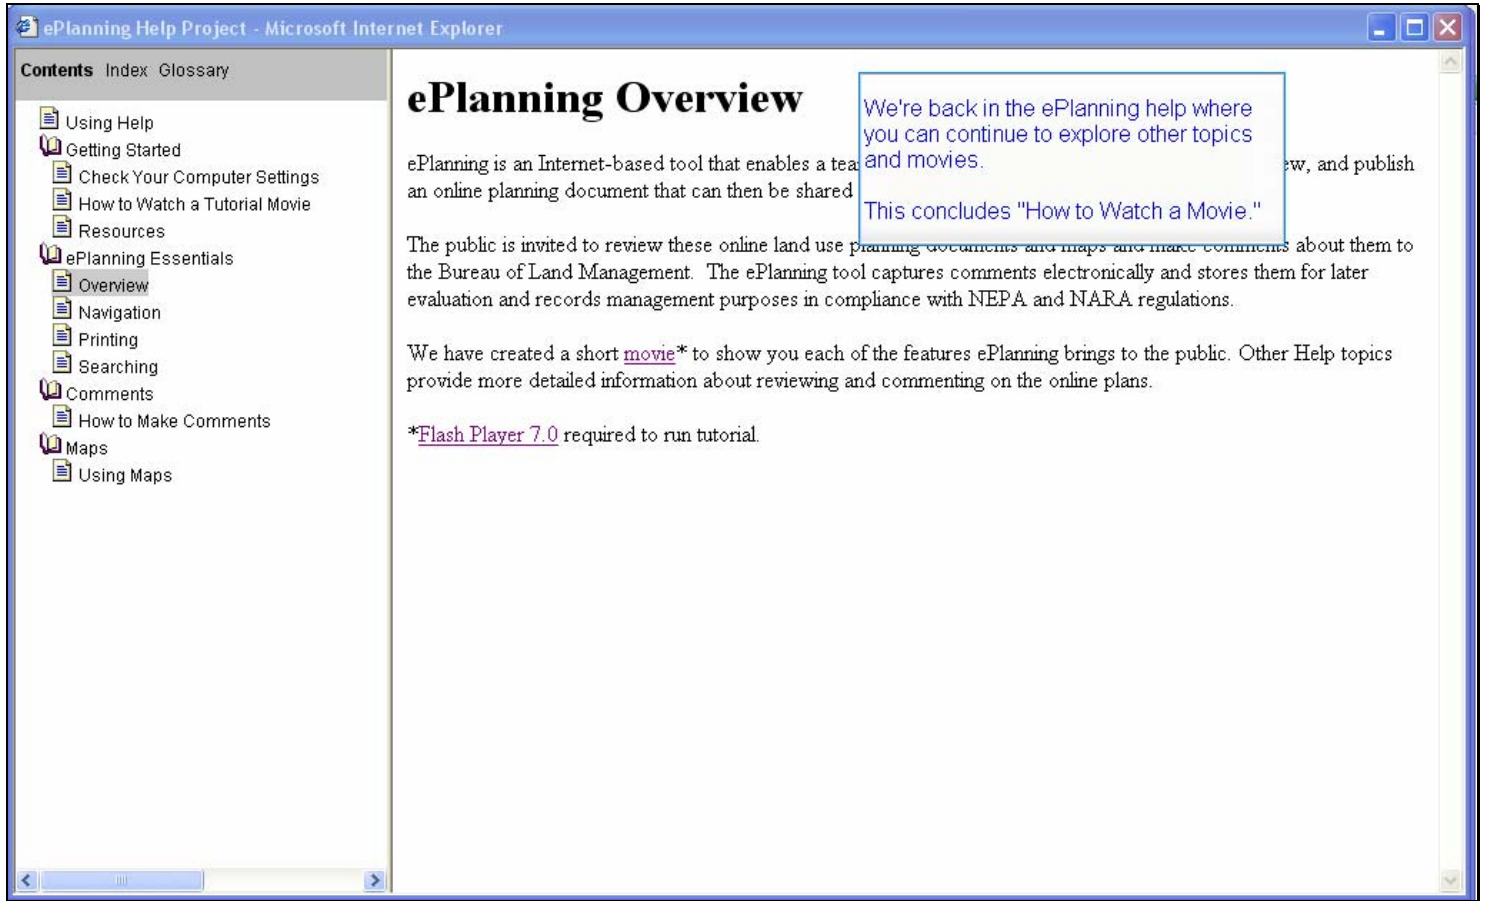 ePlanning Help Project - Microsoft Internet Explorer
Contents Index Glossary
Using Help
Getting Started
Check Your Computer Settings
How to Watch a Tutorial Movie
Resources
ePlanning Essentials
Overview
Navigation
Printing
Searching
Comments
How to Make Comments
Maps
Using Maps
ePlanning Overview
ePlanning is an Internet-based tool that enables a
an online planning document that can then be shared
and publish
We're back in the ePlanning help where
you can continue to explore other topics
and movies.
This concludes "How to Watch a Movie."
The public is invited to review these online land use planning documents and maps and make comments about them to
the Bureau of Land Management. The ePlanning tool captures comments electronically and stores them for later
evaluation and records management purposes in compliance with NEPA and NARA regulations.
We have created a short movie* to show you each of the features ePlanning brings to the public. Other Help topics
provide more detailed information about reviewing and commenting on the online plans.
*Flash Player 7.0 required to run tutorial.